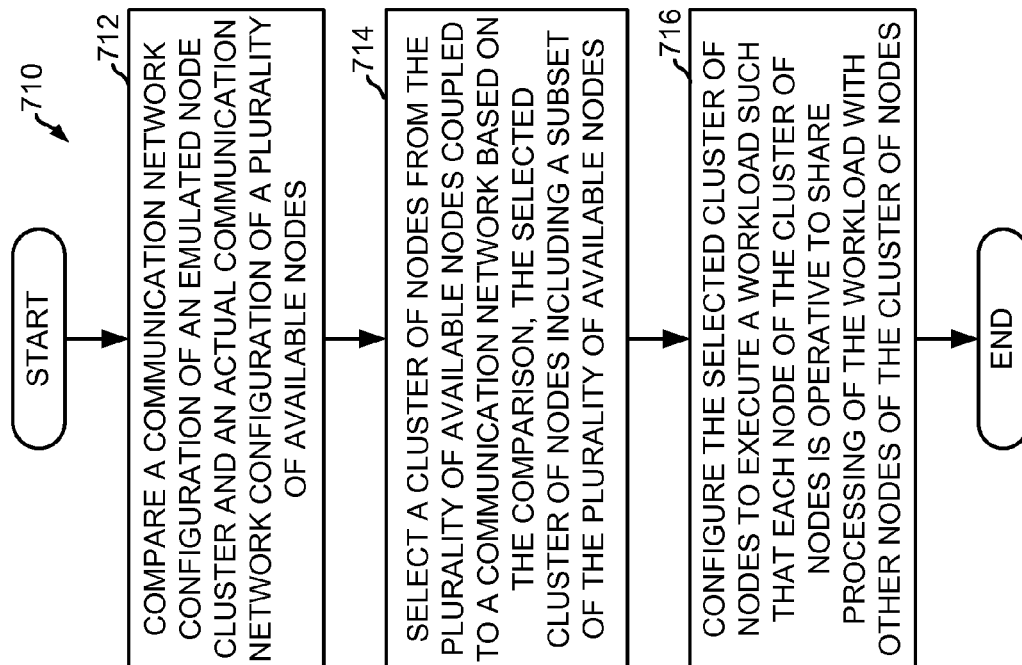 710
START
712
COMPARE A COMMUNICATION NETWORK
CONFIGURATION OF AN EMULATED NODE
CLUSTER AND AN ACTUAL COMMUNICATION
NETWORK CONFIGURATION OF A PLURALITY
OF AVAILABLE NODES
714
SELECT A CLUSTER OF NODES FROM THE
PLURALITY OF AVAILABLE NODES COUPLED
TO A COMMUNICATION NETWORK BASED ON
THE COMPARISON, THE SELECTED
CLUSTER OF NODES INCLUDING A SUBSET
OF THE PLURALITY OF AVAILABLE NODES
716
CONFIGURE THE SELECTED CLUSTER OF
NODES TO EXECUTE A WORKLOAD SUCH
THAT EACH NODE OF THE CLUSTER OF
NODES IS OPERATIVE TO SHARE
PROCESSING OF THE WORKLOAD WITH
OTHER NODES OF THE CLUSTER OF NODES
END